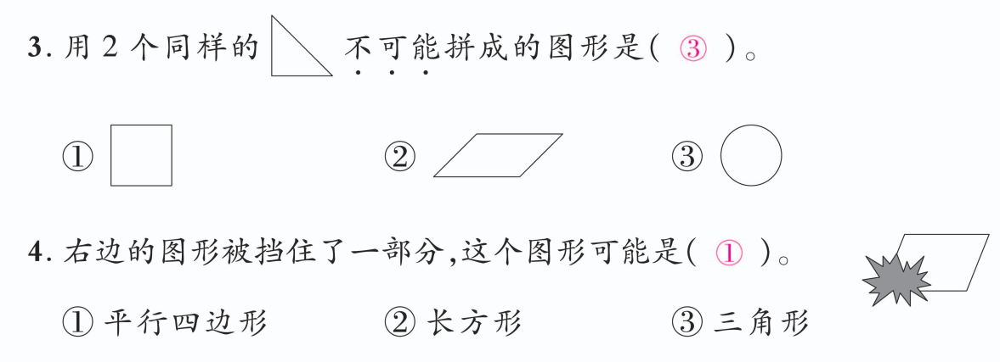 3. 用 2 个同样的 不可能拼成的图形是( ③ )。
① ② ③
4. 右边的图形被挡住了一部分,这个图形可能是( ① )。
① 平行四边形 ② 长方形 ③ 三角形